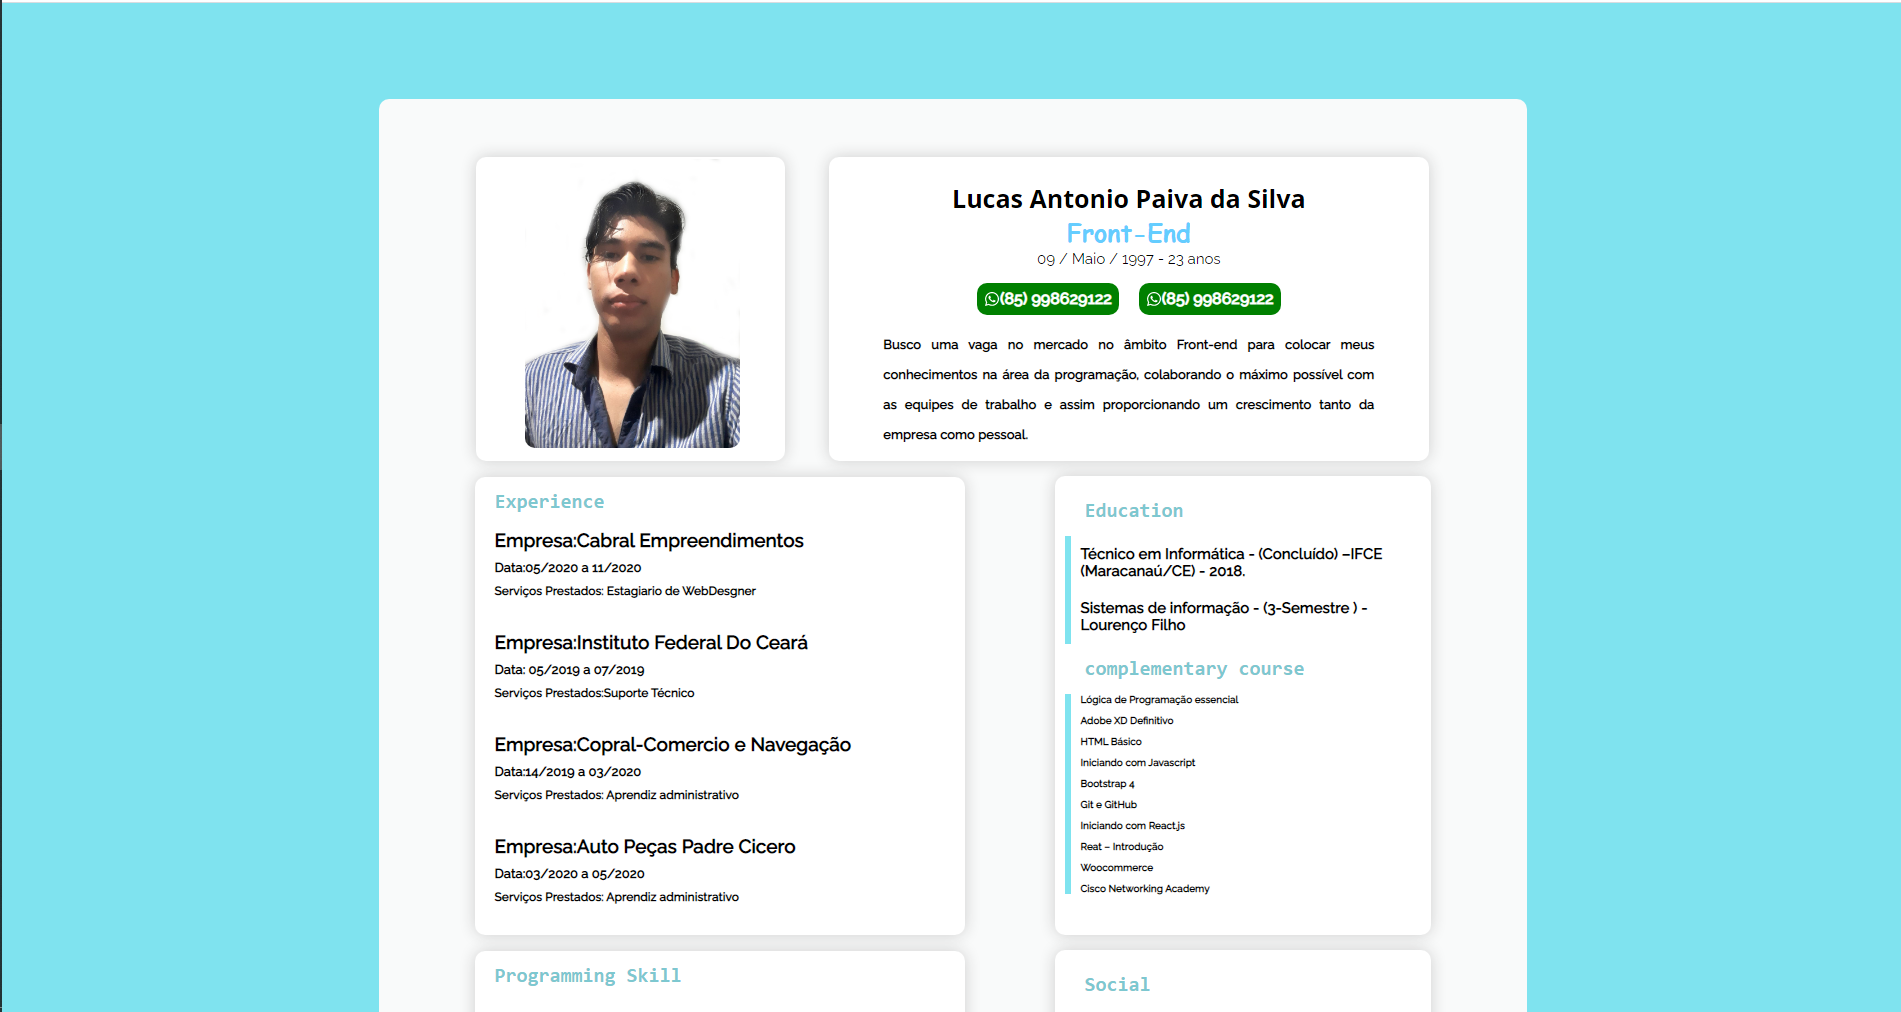 Lucas Antonio Paiva da Silva
Front-End
09 / Maio / 1997 - 23 anos
(85) 998629122
(85) 998629122
Busco uma vaga no mercado no âmbito Front-end para colocar meus
conhecimentos na área da programação, colaborando o máximo possível com
as equipes de trabalho e assim proporcionando um crescimento tanto da
empresa como pessoal.
Experience
Empresa:Cabral Empreendimentos
Data:05/2020 a 11/2020
Serviços Prestados: Estagiario de WebDesgner
Empresa:Instituto Federal Do Ceará
Data: 05/2019 a 07/2019
Serviços Prestados:Suporte Técnico
Empresa:Copral-Comercio e Navegação
Data:14/2019 a 03/2020
Serviços Prestados: Aprendiz administrativo
Empresa:Auto Peças Padre Cicero
Data:03/2020 a 05/2020
Serviços Prestados: Aprendiz administrativo
Education
Técnico em Informática - (Concluído) –IFCE
(Maracanaú/CE) - 2018.
Sistemas de informação - (3-Semestre ) -
Lourenço Filho
complementary course
Lógica de Programação essencial
Adobe XD Definitivo
HTML Básico
Iniciando com Javascript
Bootstrap 4
Git e GitHub
Iniciando com React.js
Reat – Introdução
Woocommerce
Cisco Networking Academy
Programming Skill
Social